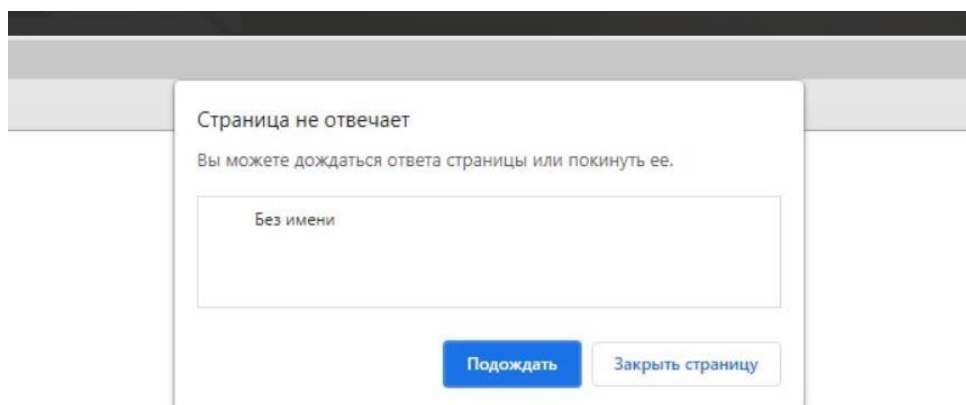 Страница не отвечает
Вы можете дождаться ответа страницы или покинуть ее.
Без имени
Подождать Закрыть страницу